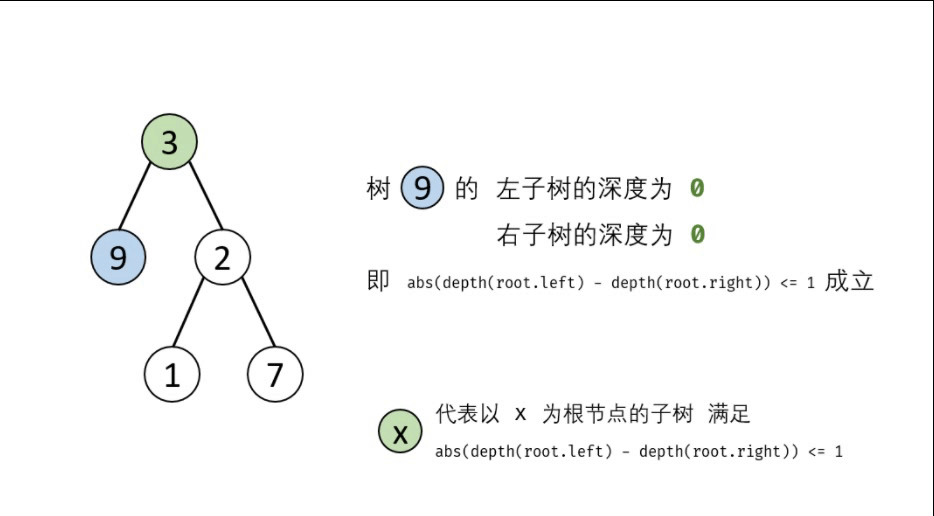 3
树 9 的 左子树的深度为 0
9 2
右子树的深度为 0
即 abs(depth(root.left) - depth(root.right)) <= 1 成立
1 7
代表以 x 为根节点的子树 满足
x
abs(depth(root.left) - depth(root.right)) <= 1